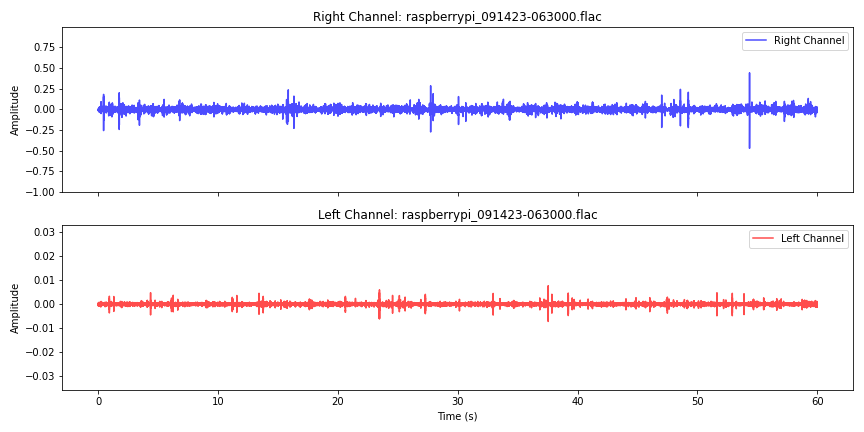 Right Channel: raspberrypi_091423-063000.flac
Right Channel
Amplitude
0.75
0.50
0.25
0.00
−0.25
−0.50
−0.75
−1.00
Left Channel: raspberrypi_091423-063000.flac
Left Channel
Amplitude
0.03
0.02
0.01
0.00
−0.01
−0.02
−0.03
0 10 20 30 40 50 60
Time (s)